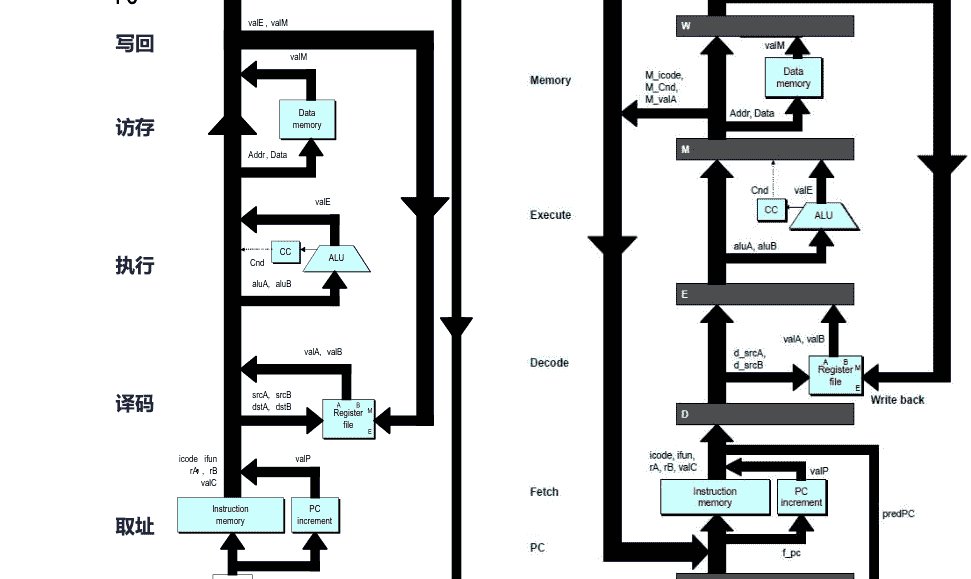 写回
valE, valM
valM
访存
Data
memory
Addr, Data
valE
执行
CC
ALU
Cnd
aluA, aluB
valA, valB
译码
srcA, srcB
dstA, dstB
A B
M
Register
file
E
icode ifun
rA, rB
valC
valP
取址
Instruction
memory
PC
increment
W
valM
Memory
M_icode,
M_Cnd,
M_valA
Data
memory
Addr, Data
M
Cnd
valE
Execute
CC
ALU
aluA, aluB
E
valA, valB
Decode
d_srcA,
d_srcB
A B
M
Register
file
E
Write back
D
icode, ifun,
rA, rB, valC
valP
Fetch
Instruction
memory
PC
increment
predPC
PC
f_pc